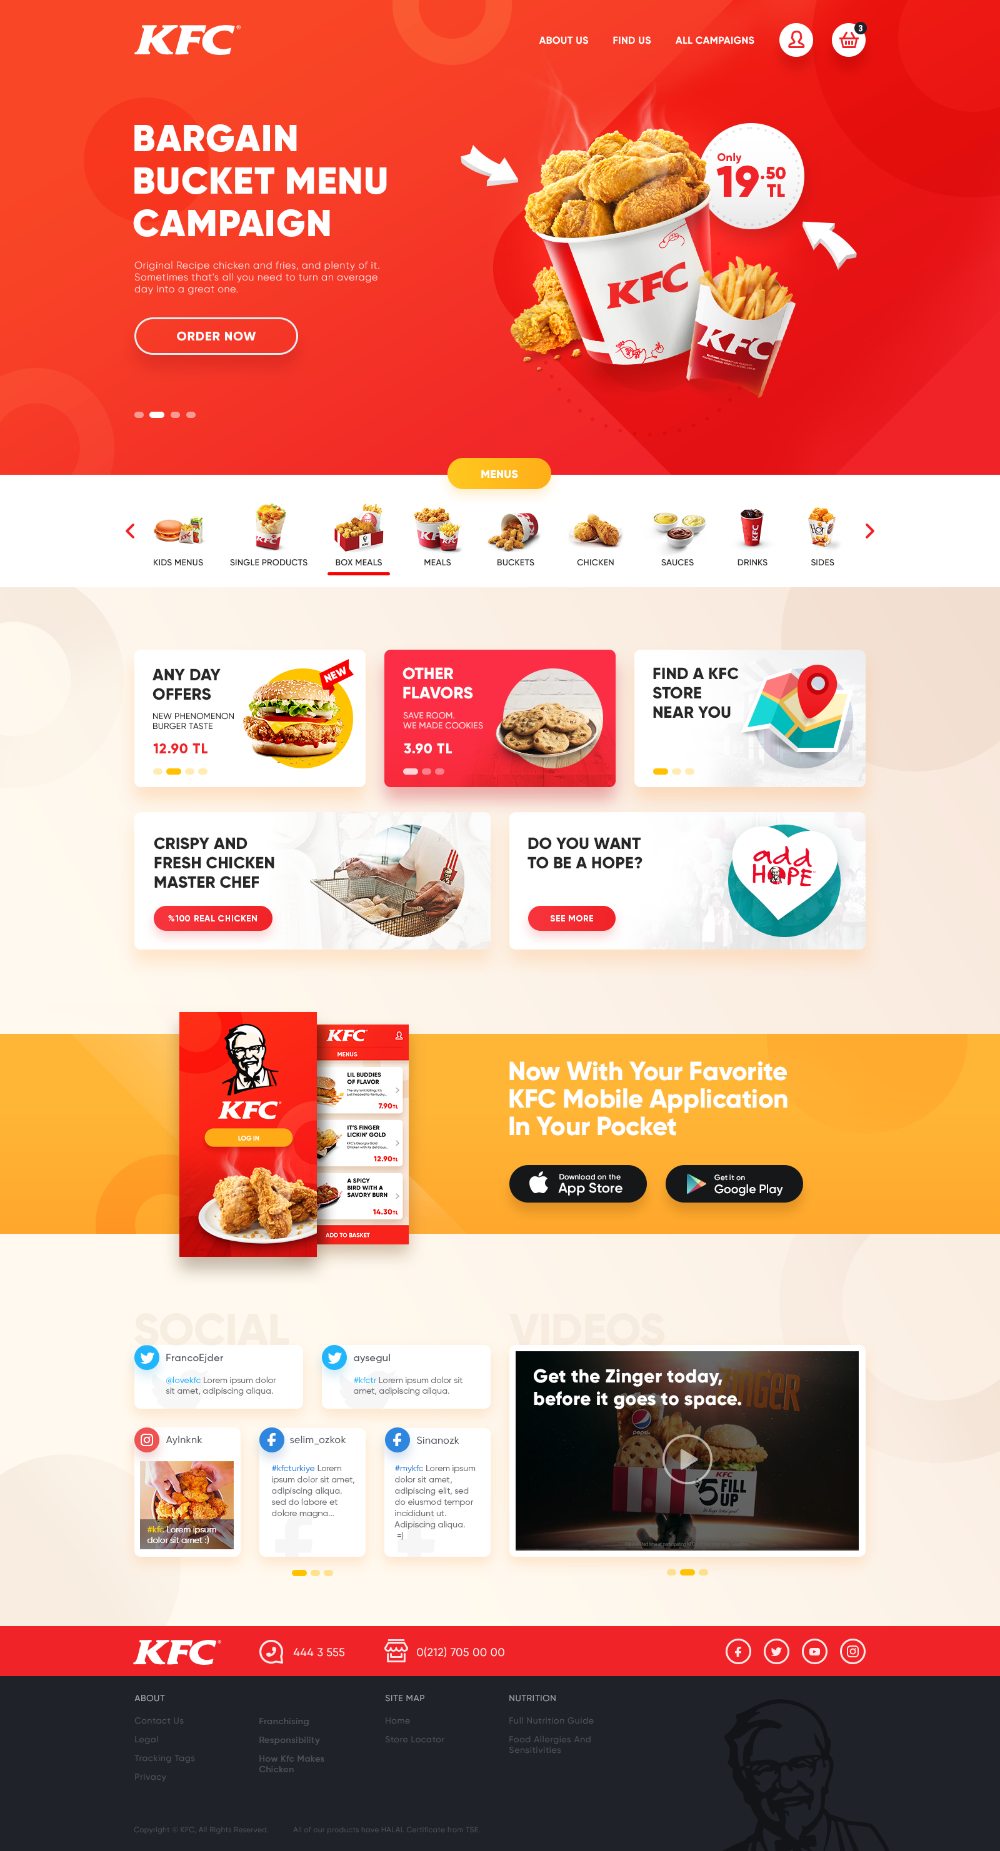 KFC
ABOUT US
FIND US
ALL CAMPAIGNS
3
BARGAIN
BUCKET MENU
CAMPAIGN
Original Recipe chicken and fries, and plenty of it.
Sometimes that's all you need to turn an average
day into a great one.
ORDER NOW
Only
19.50
TL
KFC
KFC
MENUS
KIDS MENUS
SINGLE PRODUCTS
BOX MEALS
MEALS
BUCKETS
CHICKEN
SAUCES
DRINKS
SIDES
ANY DAY
OFFERS
NEW
NEW PHENOMENON
BURGER TASTE
12.90 TL
OTHER
FLAVORS
SAVE ROOM.
WE MADE COOKIES
3.90 TL
FIND A KFC
STORE
NEAR YOU
CRISPY AND
FRESH CHICKEN
MASTER CHEF
%100 REAL CHICKEN
DO YOU WANT
TO BE A HOPE?
SEE MORE
add
HOPE
KFC
LOG IN
KFC
MENUS
LIL BUDDIES
OF FLAVOR
7.90TL
IT'S FINGER
LICKIN' GOLD
12.90TL
A SPICY
BIRD WITH A
SAVORY BURN
14.30TL
ADD TO BASKET
Now With Your Favorite
KFC Mobile Application
In Your Pocket
Download on the
App Store
Get it on
Google Play
SOCIAL
FrancoEjder
@lovekfc Lorem ipsum dolor
sit amet, adipiscing aliqua.
aysegul
#kfctr Lorem ipsum dolor sit
amet, adipiscing aliqua.
Aylnknk
#kfc Lorem ipsum
dolor sit amet :)
selim_ozkok
#kfcturkiye Lorem
ipsum dolor sit amet,
adipiscing aliqua.
sed do labore et
dolore magna...
Sinanozk
#mykfc Lorem ipsum
dolor sit amet,
adipiscing elit, sed
do eiusmod tempor
incididunt ut.
Adipiscing aliqua.
=)
VIDEOS
Get the Zinger today,
before it goes to space.
ZINGER
pepsi
KFC
$5 FILL
UP
KFC
444 3 555
0(212) 705 00 00
ABOUT
Contact Us
Legal
Tracking Tags
Privacy
Franchising
Responsibility
How Kfc Makes
Chicken
SITE MAP
Home
Store Locator
NUTRITION
Full Nutrition Guide
Food Allergies And
Sensitivities
Copyright © KFC, All Rights Reserved.
All of our products have HALAL Certificate from TSE.